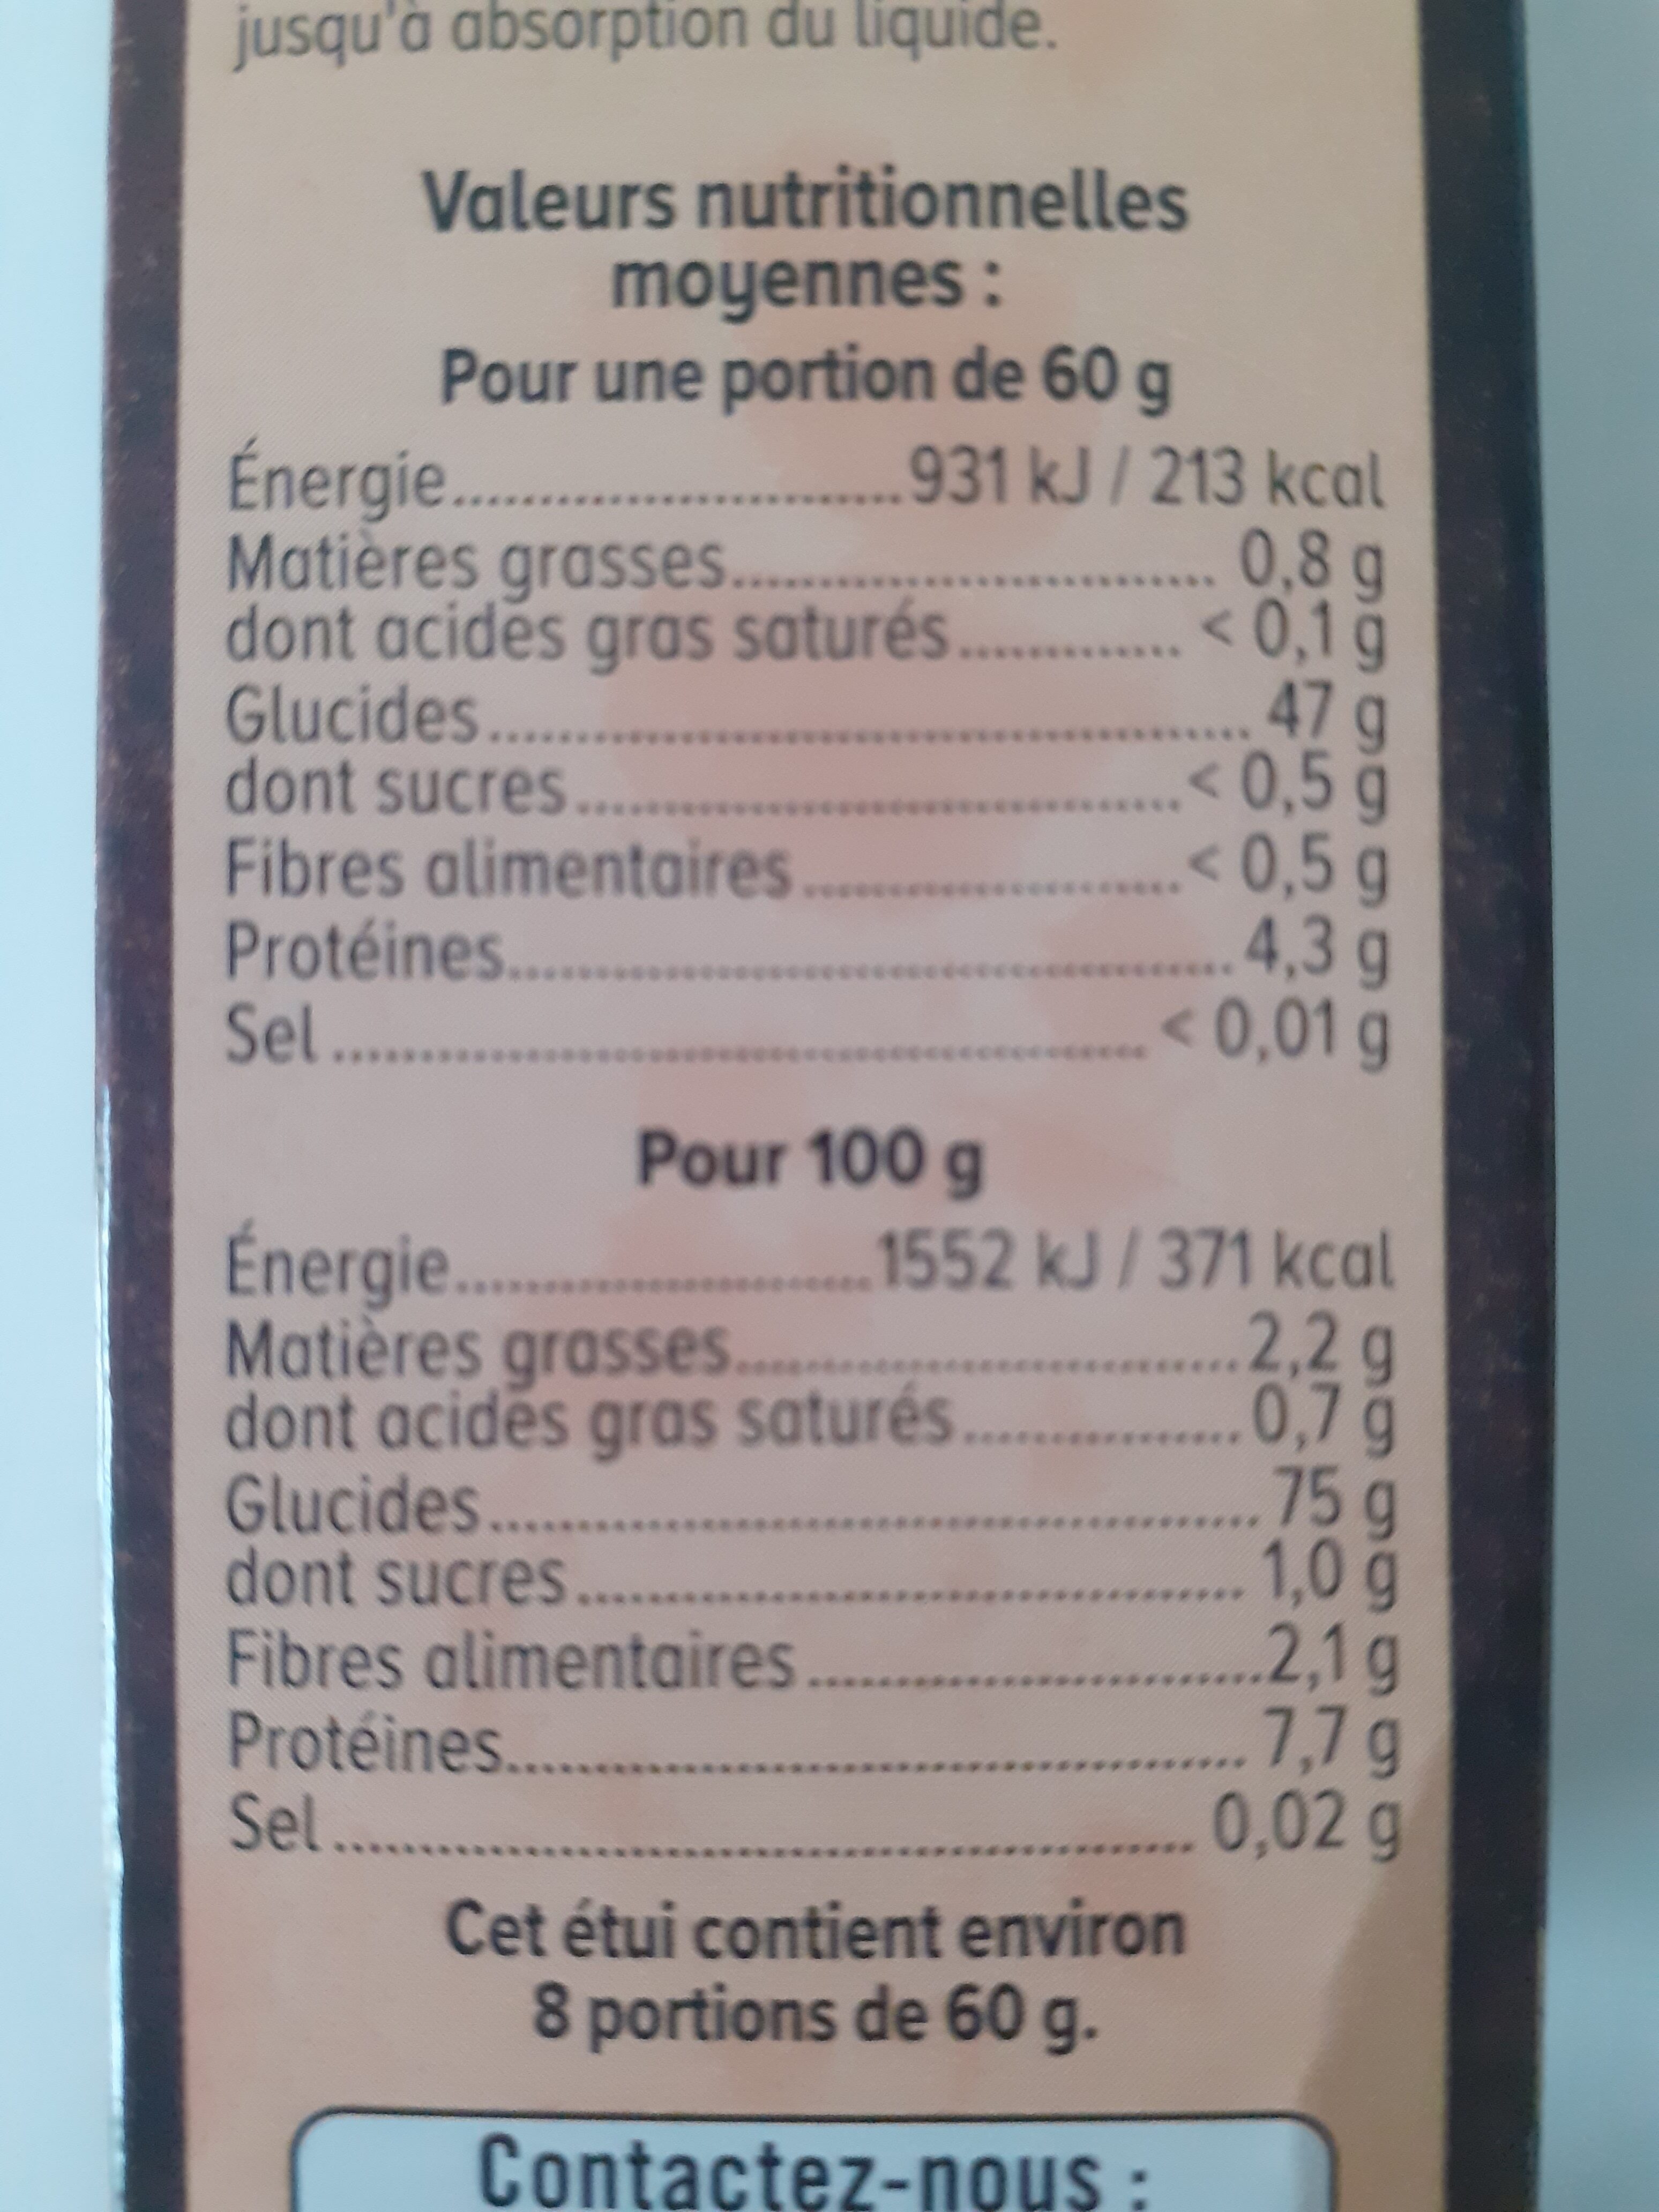 jusqu'à absorption du liquide.
Valeurs nutritionnelles
moyennes :
Pour une portion de 60 g
Énergie............................931 kJ / 213 kcal
Matières grasses.............................. 0,8 g
dont acides gras saturés.............. < 0,1 g
Glucides................................................ 47 g
dont sucres......................................< 0,5 g
Fibres alimentaires........................< 0,5 g
Protéines..............................................4,3 g
Sel .................................................... < 0,01 g
Pour 100 g
Énergie..........................1552 kJ / 371 kcal
Matières grasses................................2,2 g
dont acides gras saturés..................0,7 g
Glucides................................................. 75 g
dont sucres.......................................... 1,0 g
Fibres alimentaires.............................2,1 g
Protéines............................................... 7,7 g
Sel ....................................................... 0,02 g
Cet étui contient environ
8 portions de 60 g.
Contactez-nous :